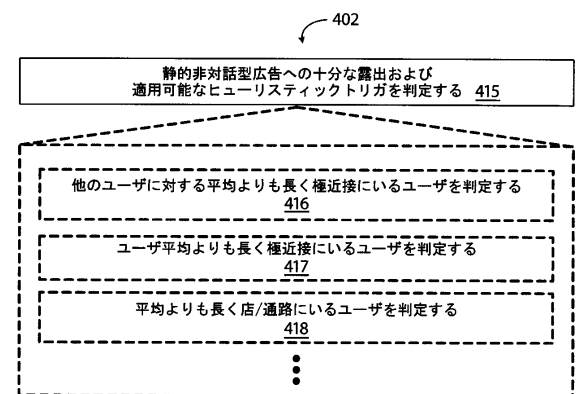 402
静的非対話型広告への十分な露出および
適用可能なヒューリスティックトリガを判定する 415
他のユーザに対する平均よりも長く極近接にいるユーザを判定する
416
ユーザ平均よりも長く極近接にいるユーザを判定する
417
平均よりも長く店/通路にいるユーザを判定する
418